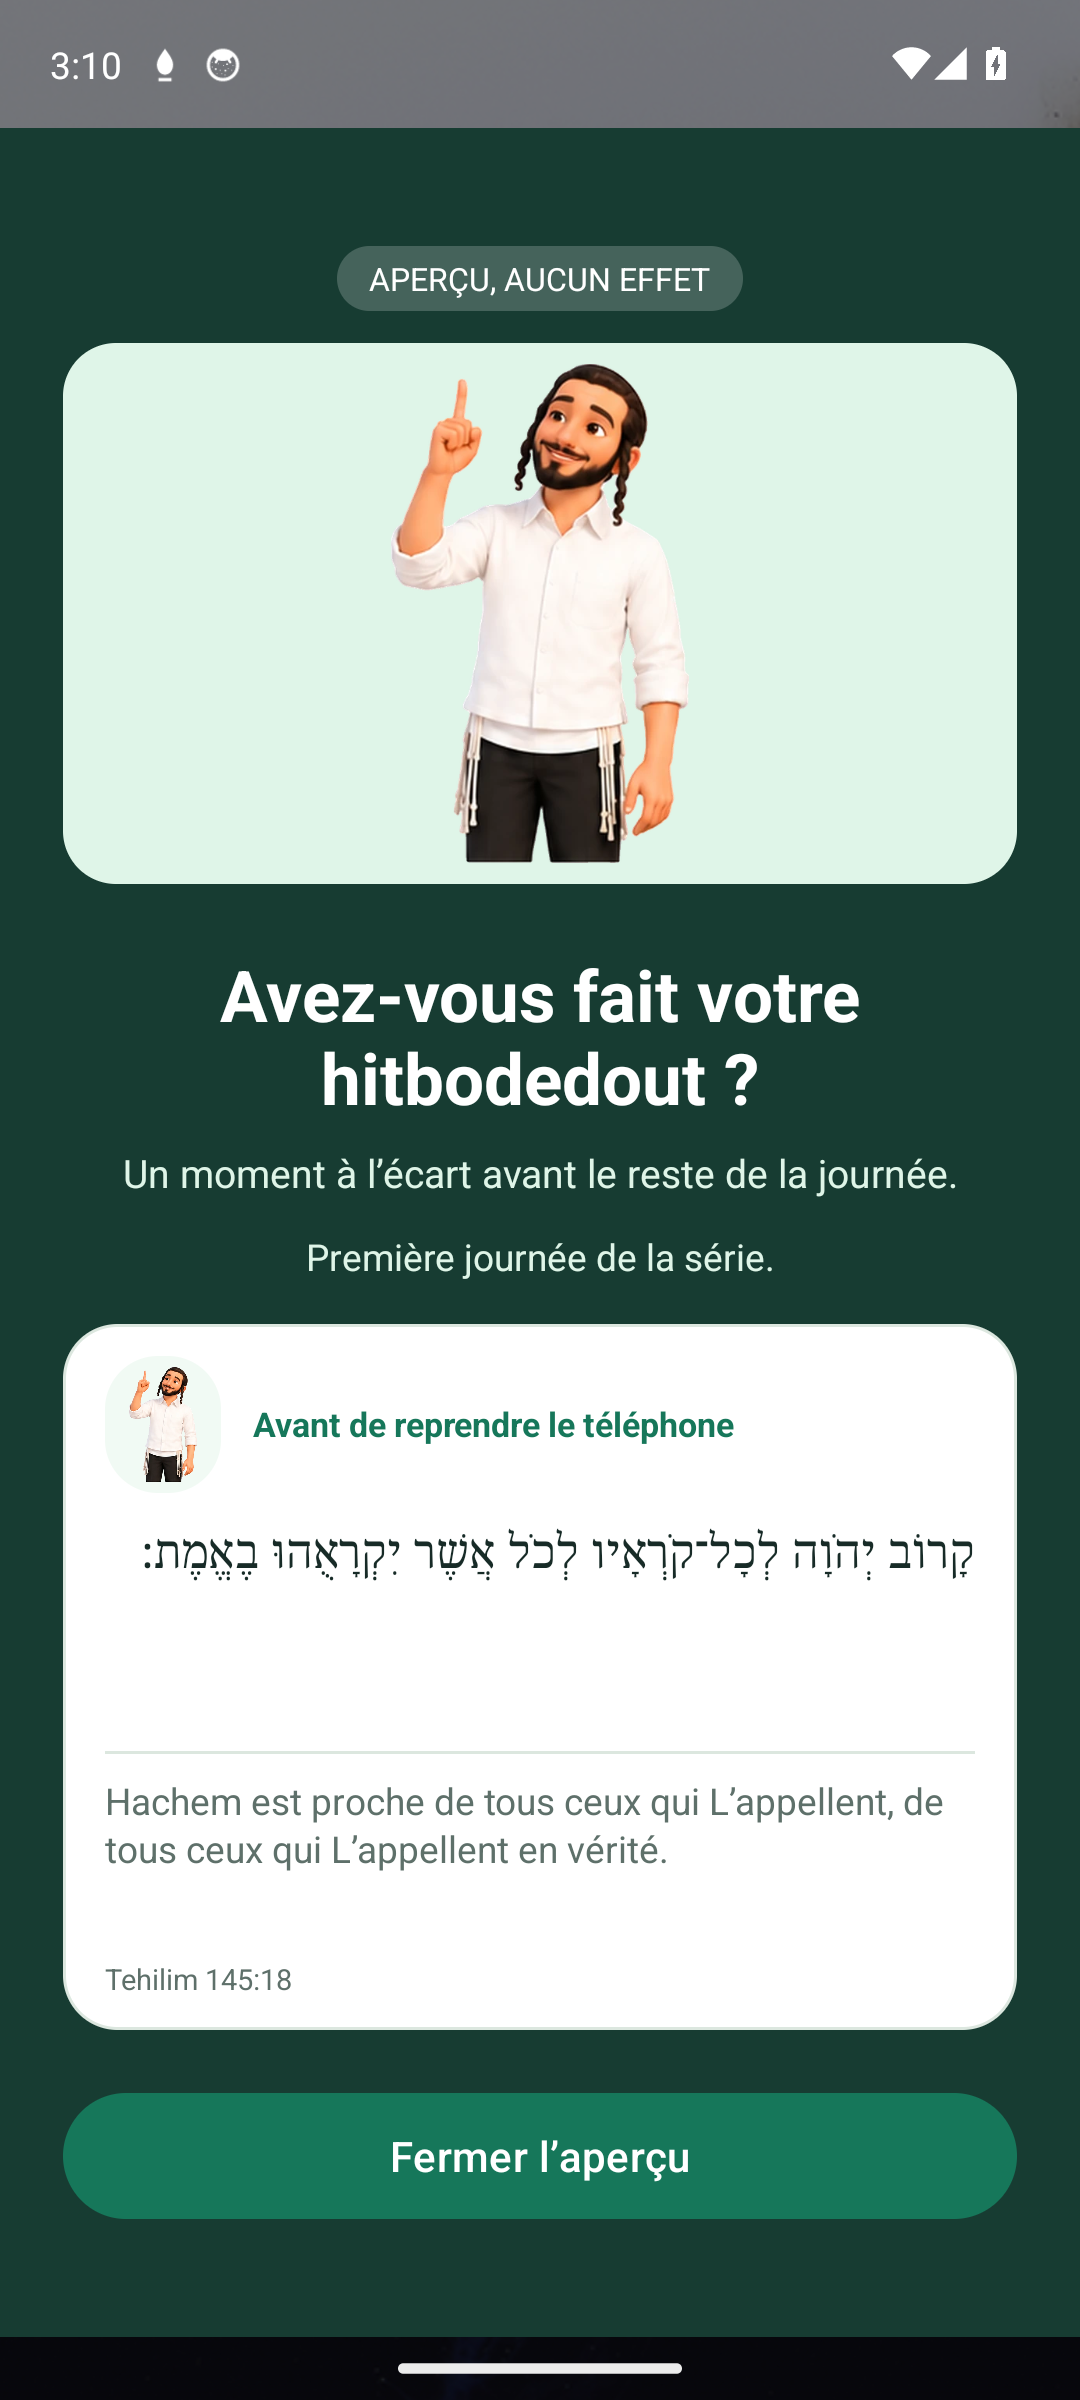 3:10
APERÇU, AUCUN EFFET
Avez-vous fait votre
hitbodedout ?
Un moment à l’écart avant le reste de la journée.
Première journée de la série.
Avant de reprendre le téléphone
קָרוֹב יְהֹוָה לְכָל־קֹרְאָיו לְכֹל אֲשֶׁר יִקְרָאֻהוּ בֶאֱמֶת׃
Hachem est proche de tous ceux qui L’appellent, de
tous ceux qui L’appellent en vérité.
Tehilim 145:18
Fermer l’aperçu